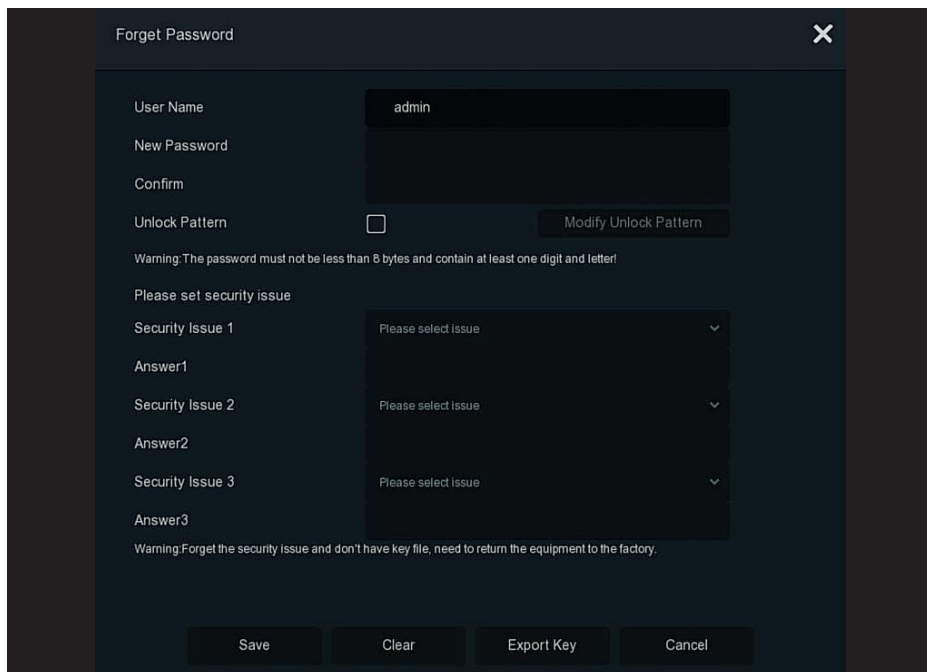 Forget Password
User Name admin
New Password
Confirm
Unlock Pattern Modify Unlock Pattern
Warning:The password must not be less than 8 bytes and contain at least one digit and letter!
Please set security issue
Security Issue 1 Please select issue
Answer1
Security Issue 2 Please select issue
Answer2
Security Issue 3 Please select issue
Answer3
Warning:Forget the security issue and don't have key file, need to return the equipment to the factory.
Save Clear Export Key Cancel